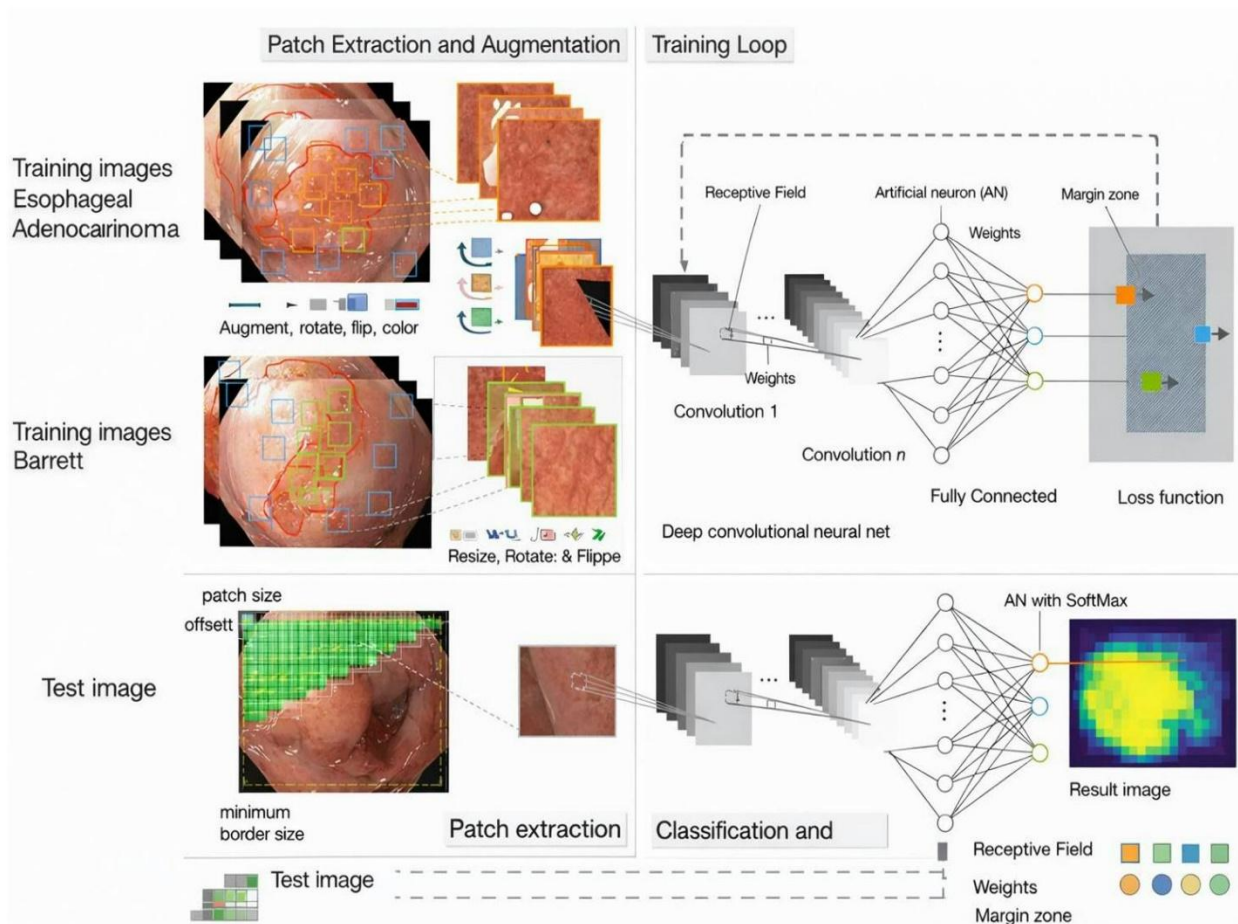 Patch Extraction and Augmentation
Training Loop
Training images
Esophageal
Adenocairinoma
Augment, rotate, flip, color
Receptive Field
Artificial neuron (AN)
Weights
Margin zone
Weights
Convolution 1
Convolution n
Fully Connected
Loss function
Deep convolutional neural net
Training images
Barrett
Resize, Rotate: & Flippe
patch size
offsett
Test image
minimum
border size
Patch extraction
AN with SoftMax
Result image
Classification and
Test image
Receptive Field
Weights
Margin zone